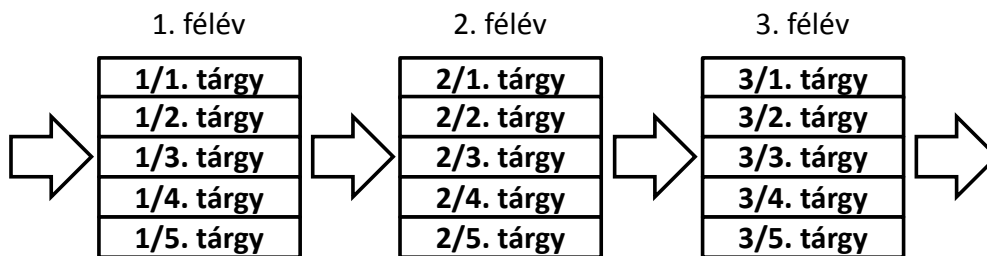 1. félév
1/1. tárgy
1/2. tárgy
1/3. tárgy
1/4. tárgy
1/5. tárgy
2. félév
2/1. tárgy
2/2. tárgy
2/3. tárgy
2/4. tárgy
2/5. tárgy
3. félév
3/1. tárgy
3/2. tárgy
3/3. tárgy
3/4. tárgy
3/5. tárgy